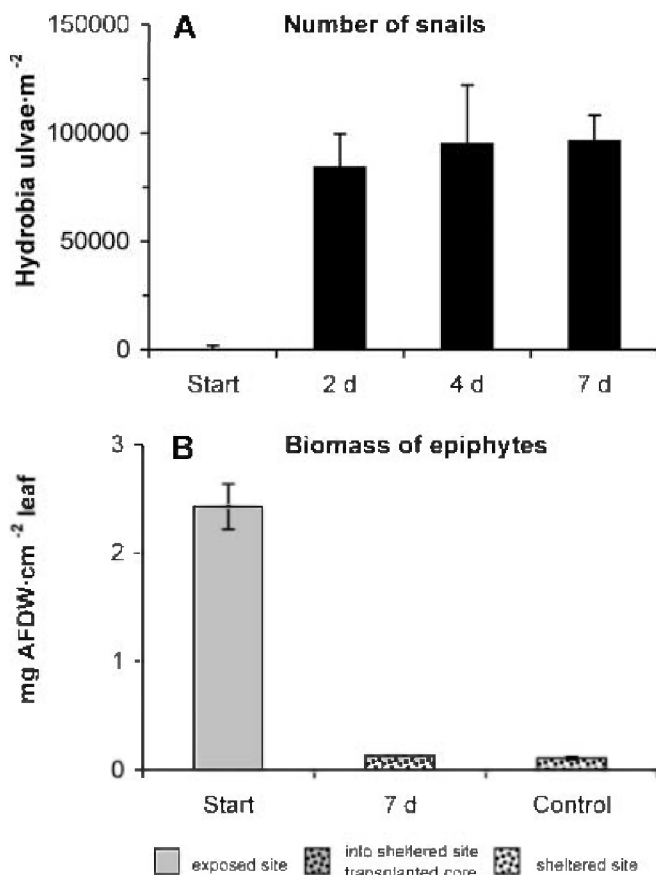 A Number of snails
150000
100000
50000
0
Hydrobia ulvae·m⁻²
Start 2 d 4 d 7 d
B Biomass of epiphytes
3
2
1
0
mg AFDW·cm⁻² leaf
Start 7 d Control
exposed site
into sheltered site
transplanted core
sheltered site